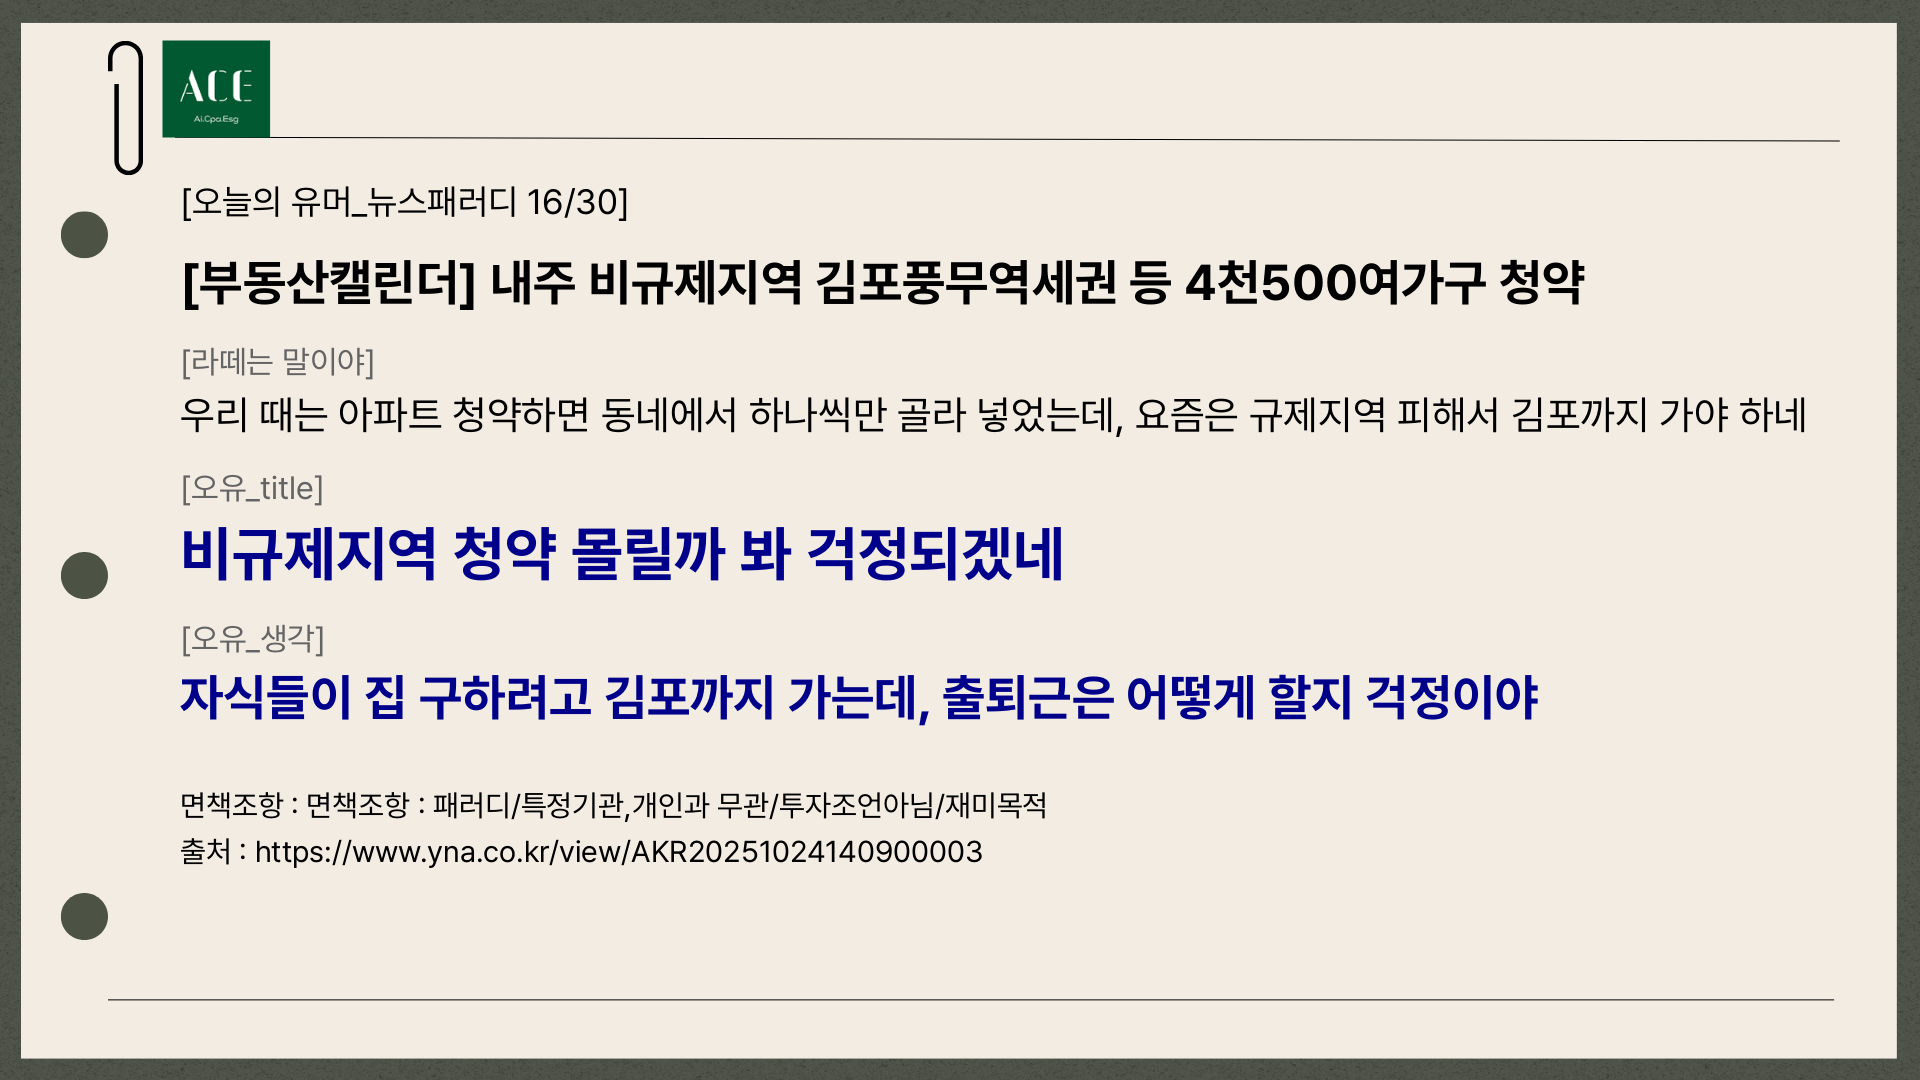 ACE
Ai.Cpa.Esg
[오늘의 유머_뉴스패러디 16/30]
[부동산캘린더] 내주 비규제지역 김포풍무역세권 등 4천500여가구 청약
[라떼는 말이야]
우리 때는 아파트 청약하면 동네에서 하나씩만 골라 넣었는데, 요즘은 규제지역 피해서 김포까지 가야 하네
[오유_title]
비규제지역 청약 몰릴까 봐 걱정되겠네
[오유_생각]
자식들이 집 구하려고 김포까지 가는데, 출퇴근은 어떻게 할지 걱정이야
면책조항 : 면책조항 : 패러디/특정기관,개인과 무관/투자조언아님/재미목적
출처 : https://www.yna.co.kr/view/AKR20251024140900003